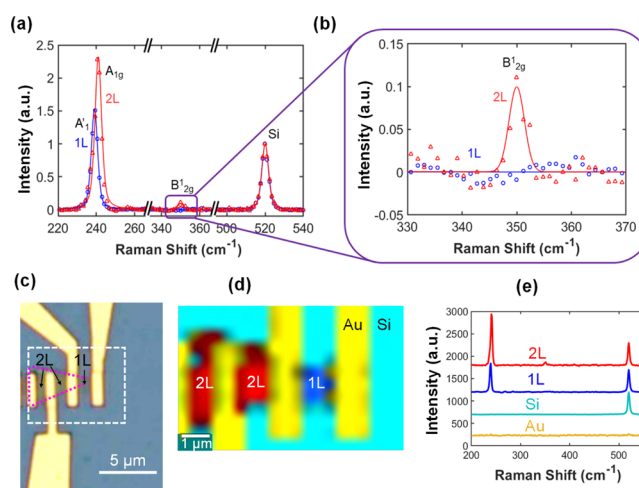 (a)
Intensity (a.u.)
2.5
2
1.5
1
0.5
0
A1g
2L
A'1
1L
B¹2g
Si
220 240 260 340 360 500 520 540
Raman Shift (cm⁻¹)
(b)
Intensity (a.u.)
0.15
0.1
0.05
0
-0.05
B¹2g
2L
1L
330 340 350 360 370
Raman Shift (cm⁻¹)
(c)
2L 1L
5 µm
(d)
Au Si
2L 2L 1L
1 µm
(e)
Intensity (a.u.)
3000
2500
2000
1500
1000
500
0
2L
1L
Si
Au
200 300 400 500
Raman Shift (cm⁻¹)